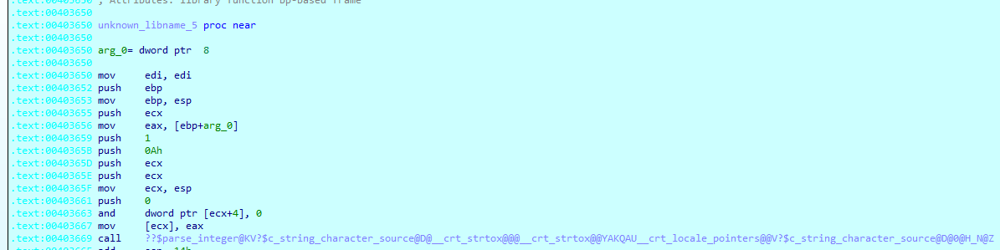 .text:00403650 ; Attributes: library function bp-based frame
.text:00403650
.text:00403650 unknown_libname_5 proc near
.text:00403650
.text:00403650 arg_0= dword ptr  8
.text:00403650
.text:00403650 mov     edi, edi
.text:00403652 push    ebp
.text:00403653 mov     ebp, esp
.text:00403655 push    ecx
.text:00403656 mov     eax, [ebp+arg_0]
.text:00403659 push    1
.text:0040365B push    0Ah
.text:0040365D push    ecx
.text:0040365E push    ecx
.text:0040365F mov     ecx, esp
.text:00403661 push    0
.text:00403663 and     dword ptr [ecx+4], 0
.text:00403667 mov     [ecx], eax
.text:00403669 call    ??$parse_integer@KV?$c_string_character_source@D@__crt_strtox@@@__crt_strtox@@YAKQAU__crt_locale_pointers@@V?$c_string_character_source@D@0@H_N@Z
.text:0040366E add     esp, 14h